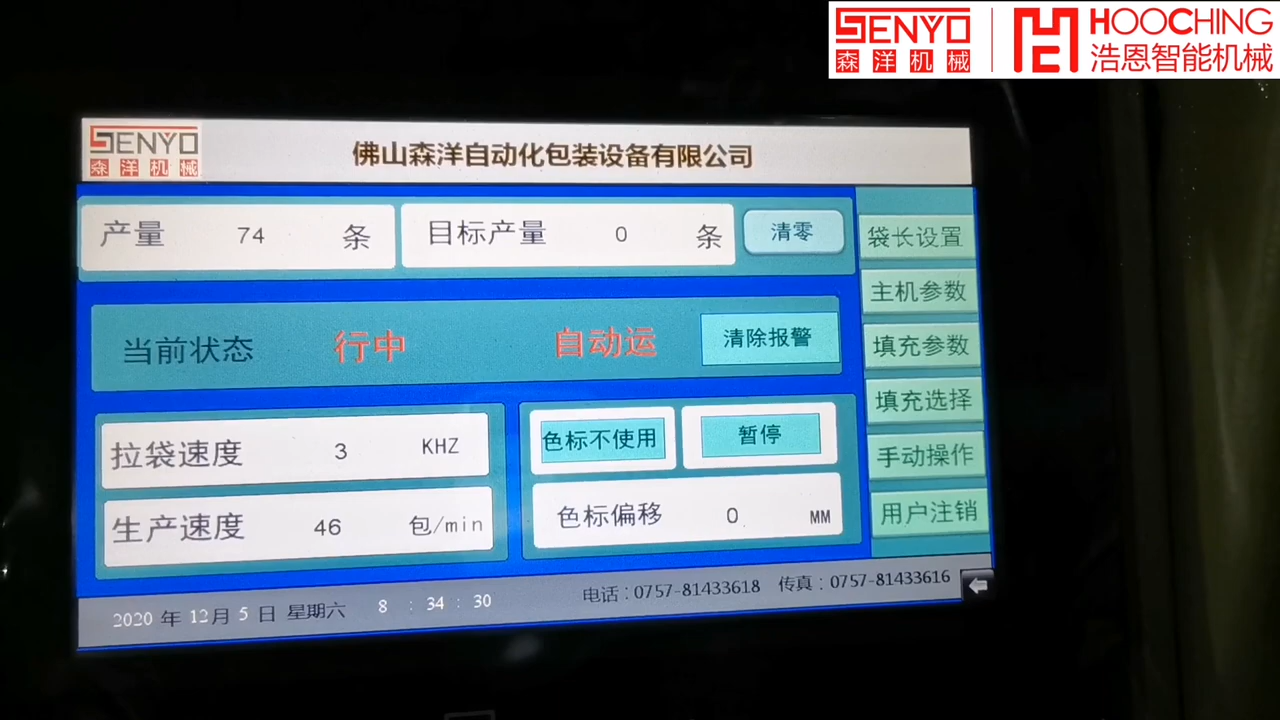 SENYO
森洋机械
HOOCHING
浩恩智能机械
SENYO
森洋机械
佛山森洋自动化包装设备有限公司
产量 74 条
目标产量 0 条
清零
当前状态 行中 自动运
清除报警
拉袋速度 3 KHZ
生产速度 46 包/min
色标不使用
暂停
色标偏移 0 MM
袋长设置
主机参数
填充参数
填充选择
手动操作
用户注销
2020 年 12月 5 日 星期六 8 : 34 : 30
电话:0757-81433618 传真:0757-81433616